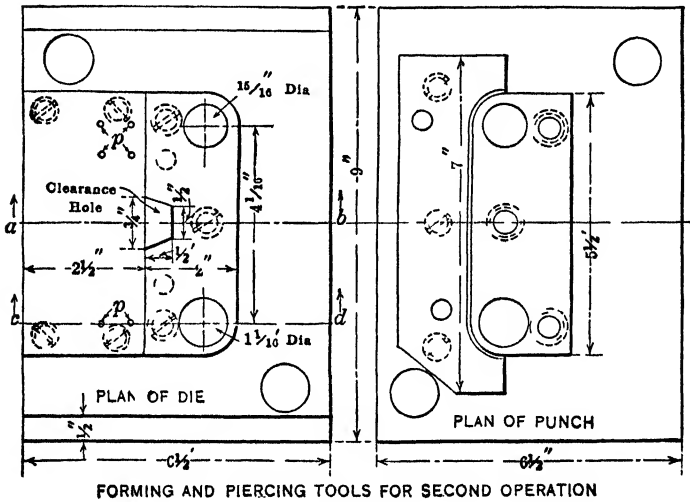 15/16" Dia
p
9"
7"
Clearance
Hole
1/2"
4 1/16"
a
b
3/4"
5 1/2'
1/2'
2 1/2"
c
p
d
1 1/16' Dia
PLAN OF DIE
PLAN OF PUNCH
1/2"
6 1/2"
FORMING AND PIERCING TOOLS FOR SECOND OPERATION